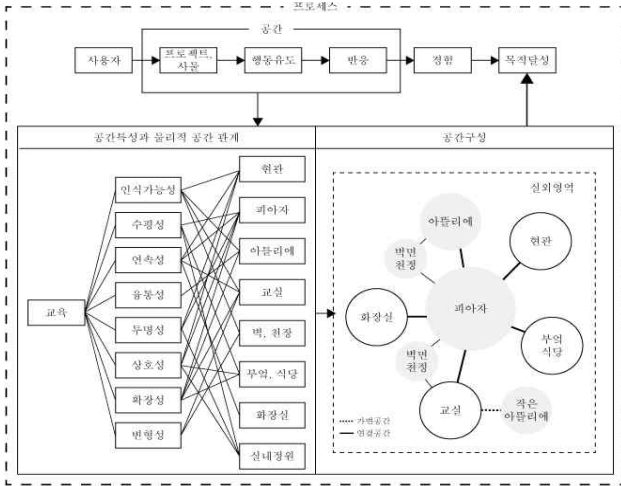 프로세스
공간
사용자
프로젝트,
사물
행동유도
반응
경험
목적달성
공간특성과 물리적 공간 관계
공간구성
교육
인식가능성
수평성
연속성
융통성
투명성
상호성
확장성
변형성
현관
피아자
아뜰리에
교실
벽, 천장
부엌, 식당
화장실
실내정원
실외영역
아뜰리에
벽면
천정
현관
피아자
화장실
부엌
식당
벽면
천정
교실
작은
아뜰리에
가변공간
연결공간